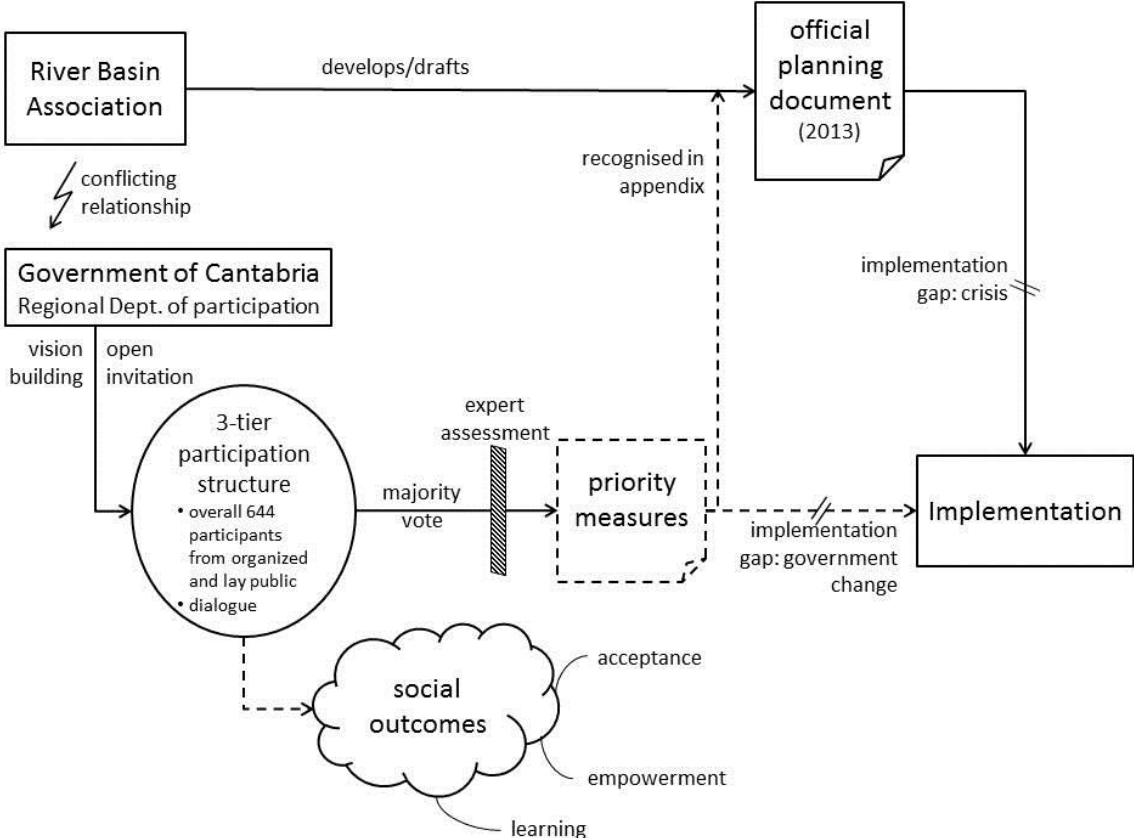 River Basin
Association
develops/drafts
official
planning
document
(2013)
conflicting
relationship
recognised in
appendix
Government of Cantabria
Regional Dept. of participation
implementation
gap: crisis
vision
building
open
invitation
3-tier
participation
structure
• overall 644
participants
from organized
and lay public
• dialogue
majority
vote
expert
assessment
priority
measures
implementation
gap: government
change
Implementation
social
outcomes
acceptance
empowerment
learning